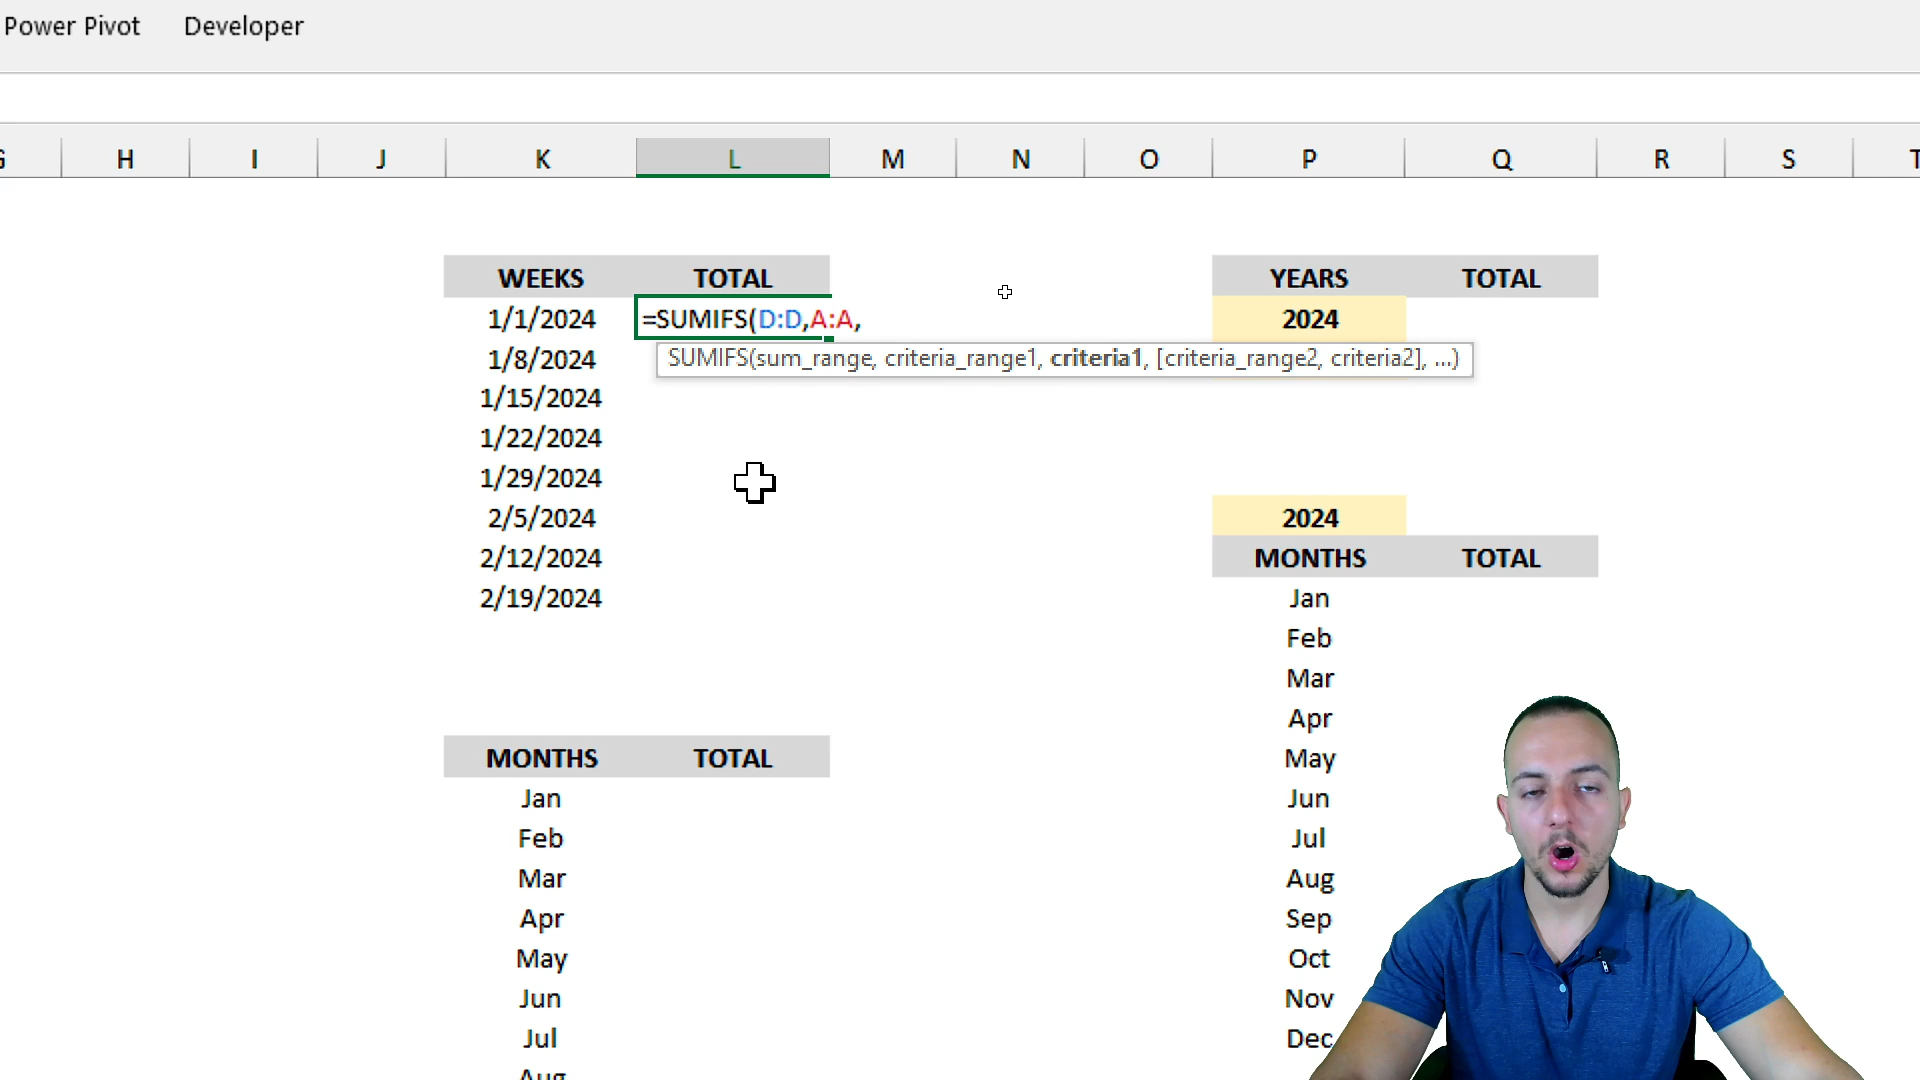 Power Pivot Developer
G H I J K L M N O P Q R S T
WEEKS TOTAL
1/1/2024 =SUMIFS(D:D,A:A,
SUMIFS(sum_range, criteria_range1, criteria1, [criteria_range2, criteria2], ...)
1/8/2024
1/15/2024
1/22/2024
1/29/2024
2/5/2024
2/12/2024
2/19/2024
MONTHS TOTAL
Jan
Feb
Mar
Apr
May
Jun
Jul
Aug
YEARS TOTAL
2024
2024
MONTHS TOTAL
Jan
Feb
Mar
Apr
May
Jun
Jul
Aug
Sep
Oct
Nov
Dec